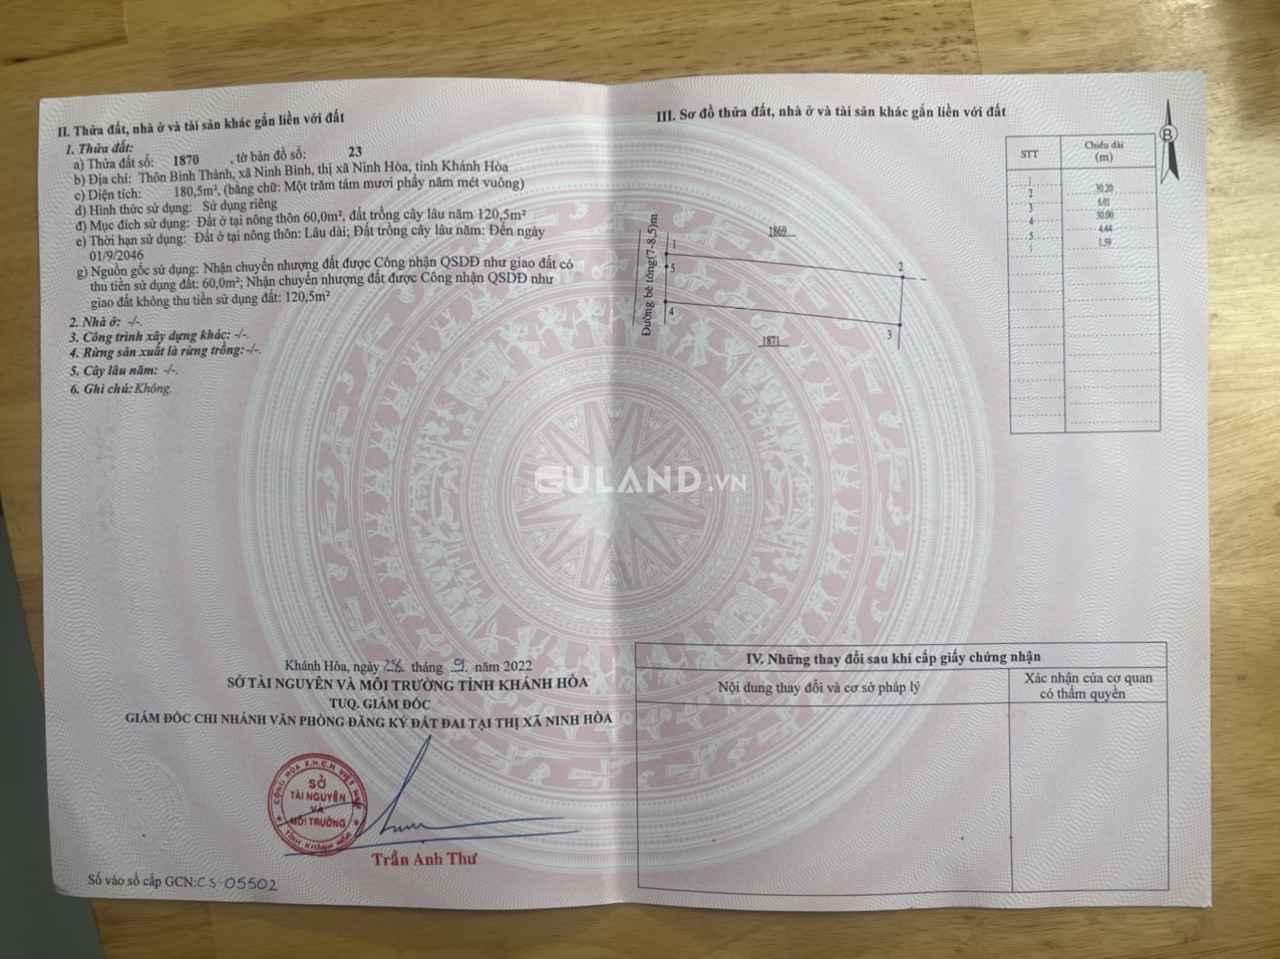 II. Thửa đất, nhà ở và tài sản khác gắn liền với đất
1. Thửa đất:
a) Thửa đất số: 1870 , tờ bản đồ số: 23
b) Địa chỉ: Thôn Bình Thành, xã Ninh Bình, thị xã Ninh Hòa, tỉnh Khánh Hòa
c) Diện tích: 180,5m², (bằng chữ: Một trăm tám mươi phẩy năm mét vuông)
d) Hình thức sử dụng: Sử dụng riêng
đ) Mục đích sử dụng: Đất ở tại nông thôn 60,0m², đất trồng cây lâu năm 120,5m²
e) Thời hạn sử dụng: Đất ở tại nông thôn: Lâu dài; Đất trồng cây lâu năm: Đến ngày
01/9/2046
g) Nguồn gốc sử dụng: Nhận chuyển nhượng đất được Công nhận QSDĐ như giao đất có
thu tiền sử dụng đất: 60,0m²; Nhận chuyển nhượng đất được Công nhận QSDĐ như
giao đất không thu tiền sử dụng đất: 120,5m²
2. Nhà ở: -/-.
3. Công trình xây dựng khác: -/-.
4. Rừng sản xuất là rừng trồng:-/-.
5. Cây lâu năm: -/-.
6. Ghi chú: Không.
Khánh Hòa, ngày 28 tháng 9. năm 2022
SỞ TÀI NGUYÊN VÀ MÔI TRƯỜNG TỈNH KHÁNH HÒA
TUQ. GIÁM ĐỐC
GIÁM ĐỐC CHI NHÁNH VĂN PHÒNG ĐĂNG KÝ ĐẤT ĐAI TẠI THỊ XÃ NINH HÒA
CỘNG HÒA X.H.C.N VIỆT NAM
SỞ
TÀI NGUYÊN
VÀ
MÔI TRƯỜNG
TỈNH KHÁNH HÒA
Trần Anh Thư
Số vào sổ cấp GCN:CS-05502
III. Sơ đồ thửa đất, nhà ở và tài sản khác gắn liền với đất
B
STT Chiều dài
(m)
1
30.20
2
6.01
3
30.00
4
4.44
5
1.59
1
Đường bê tông(7-8,5)m
1869
1
2
5
4
3
1871
GULAND.VN
IV. Những thay đổi sau khi cấp giấy chứng nhận
Nội dung thay đổi và cơ sở pháp lý
Xác nhận của cơ quan
có thẩm quyền